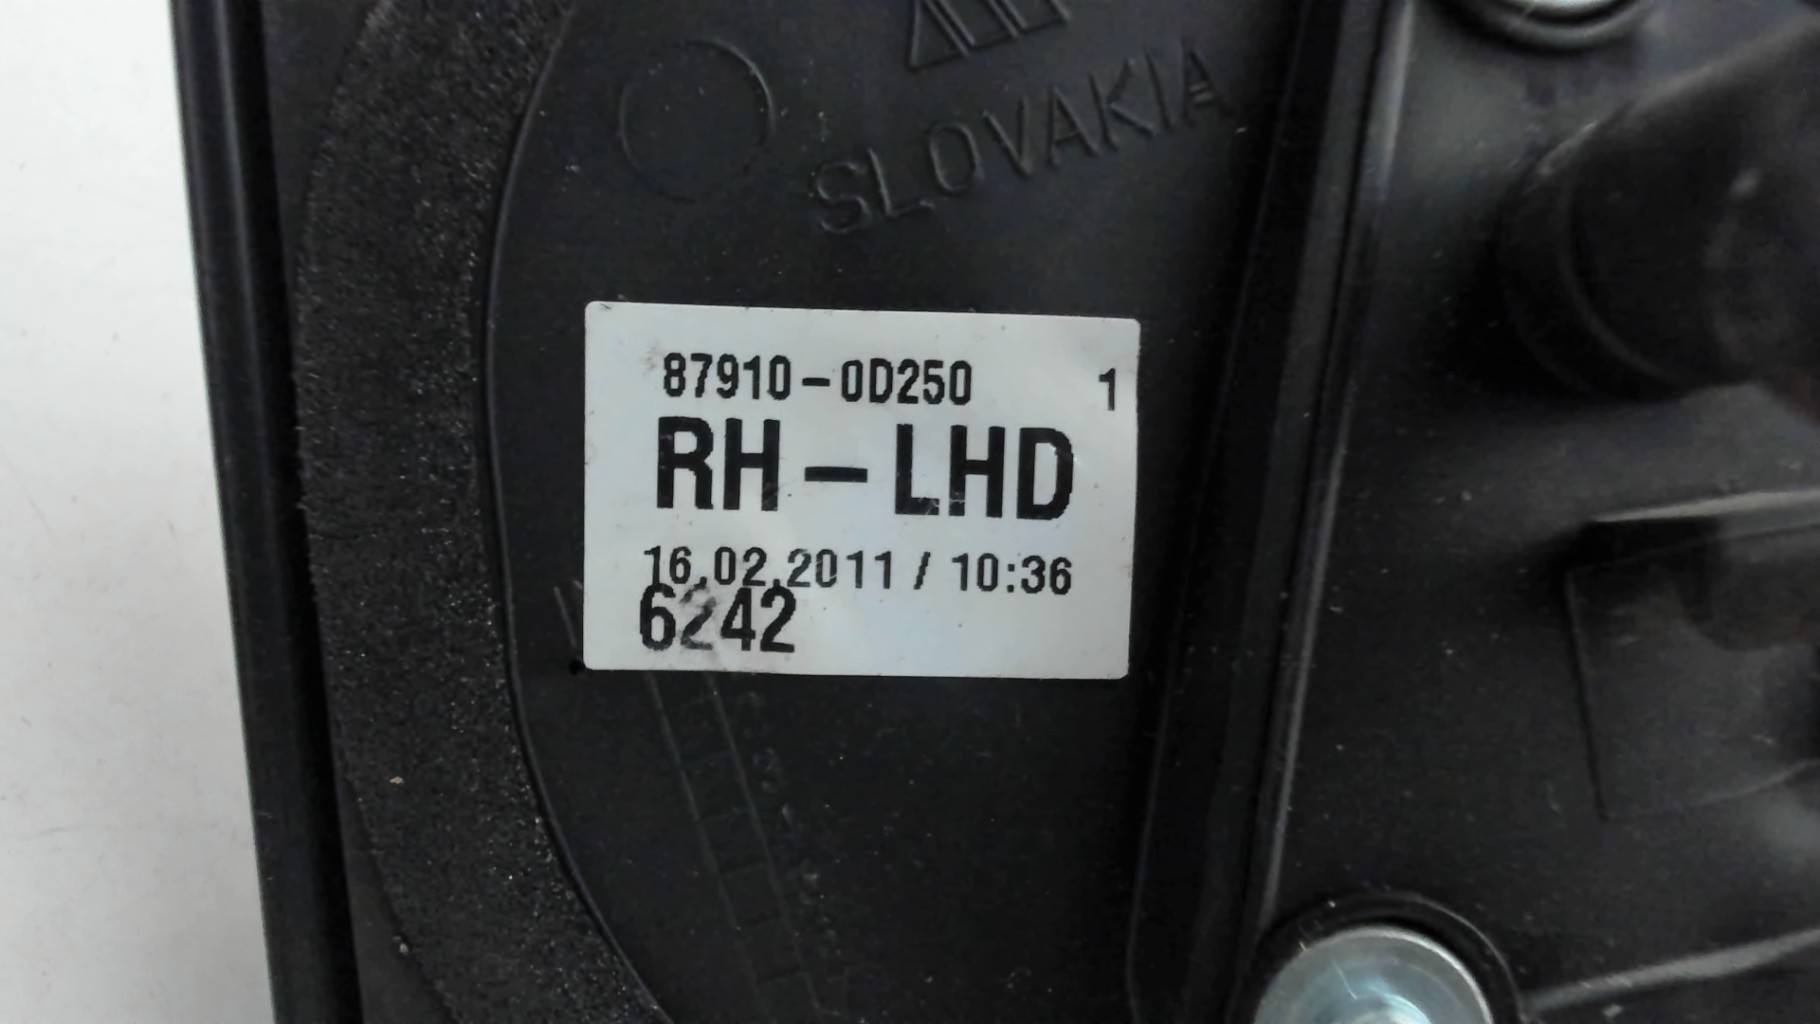 SLOVAKIA
87910-0D250 1
RH-LHD
16.02.2011 / 10:36
6242